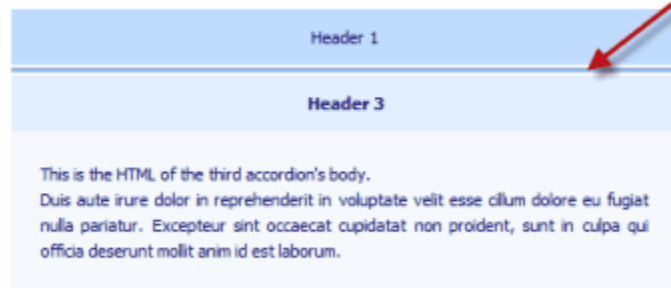 Header 1
Header 3
This is the HTML of the third accordion's body.
Duis aute irure dolor in reprehenderit in voluptate velit esse cillum dolore eu fugiat
nulla pariatur. Excepteur sint occaecat cupidatat non proident, sunt in culpa qui
officia deserunt mollit anim id est laborum.